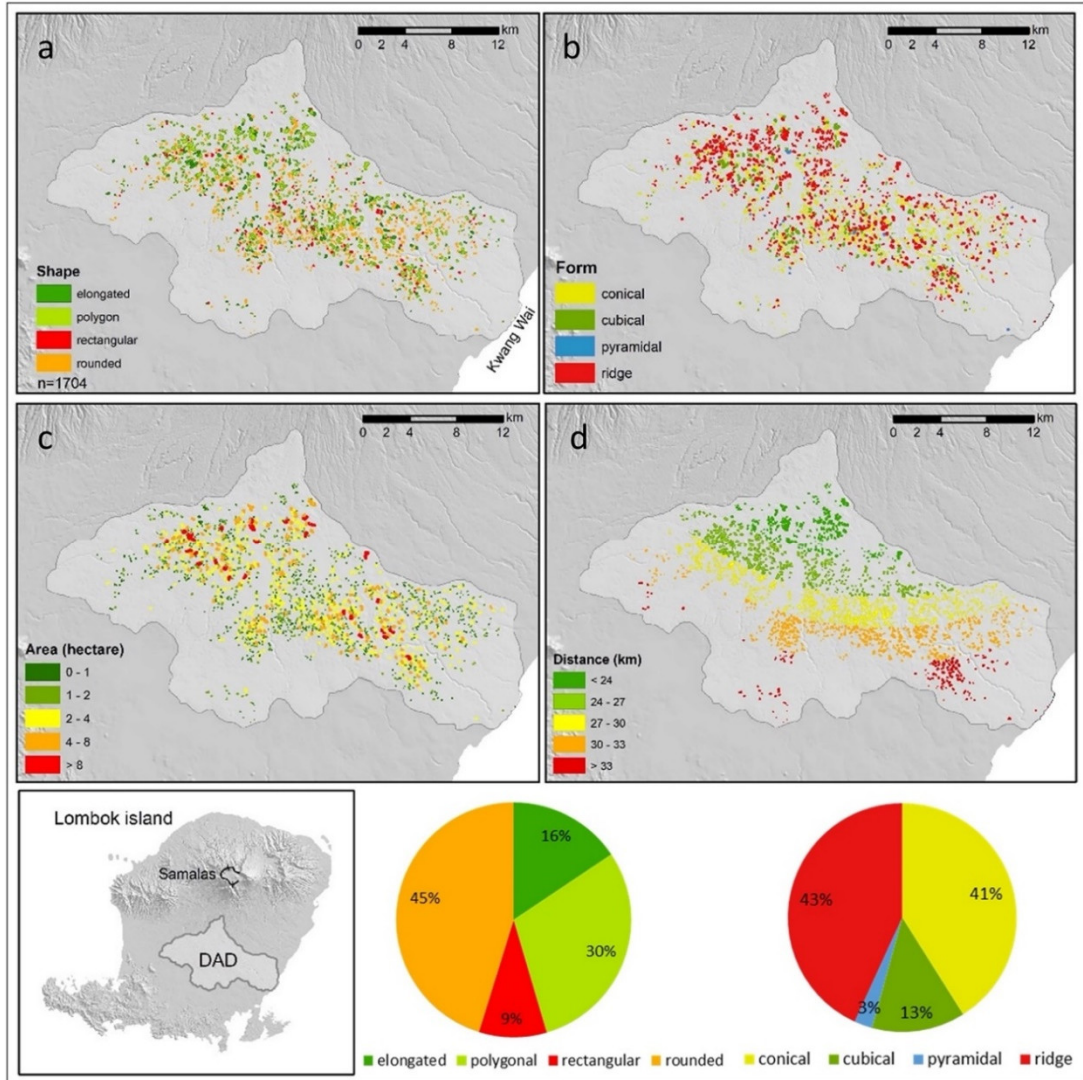 a
km
0 2 4 8 12
Shape
elongated
polygon
rectangular
rounded
n=1704
Kwang Wai
b
km
0 2 4 8 12
Form
conical
cubical
pyramidal
ridge
c
km
0 2 4 8 12
Area (hectare)
0 - 1
1 - 2
2 - 4
4 - 8
> 8
d
km
0 2 4 8 12
Distance (km)
< 24
24 - 27
27 - 30
30 - 33
> 33
Lombok island
Samalas
DAD
16%
45%
30%
9%
elongated polygonal rectangular rounded
43%
41%
3%
13%
conical cubical pyramidal ridge